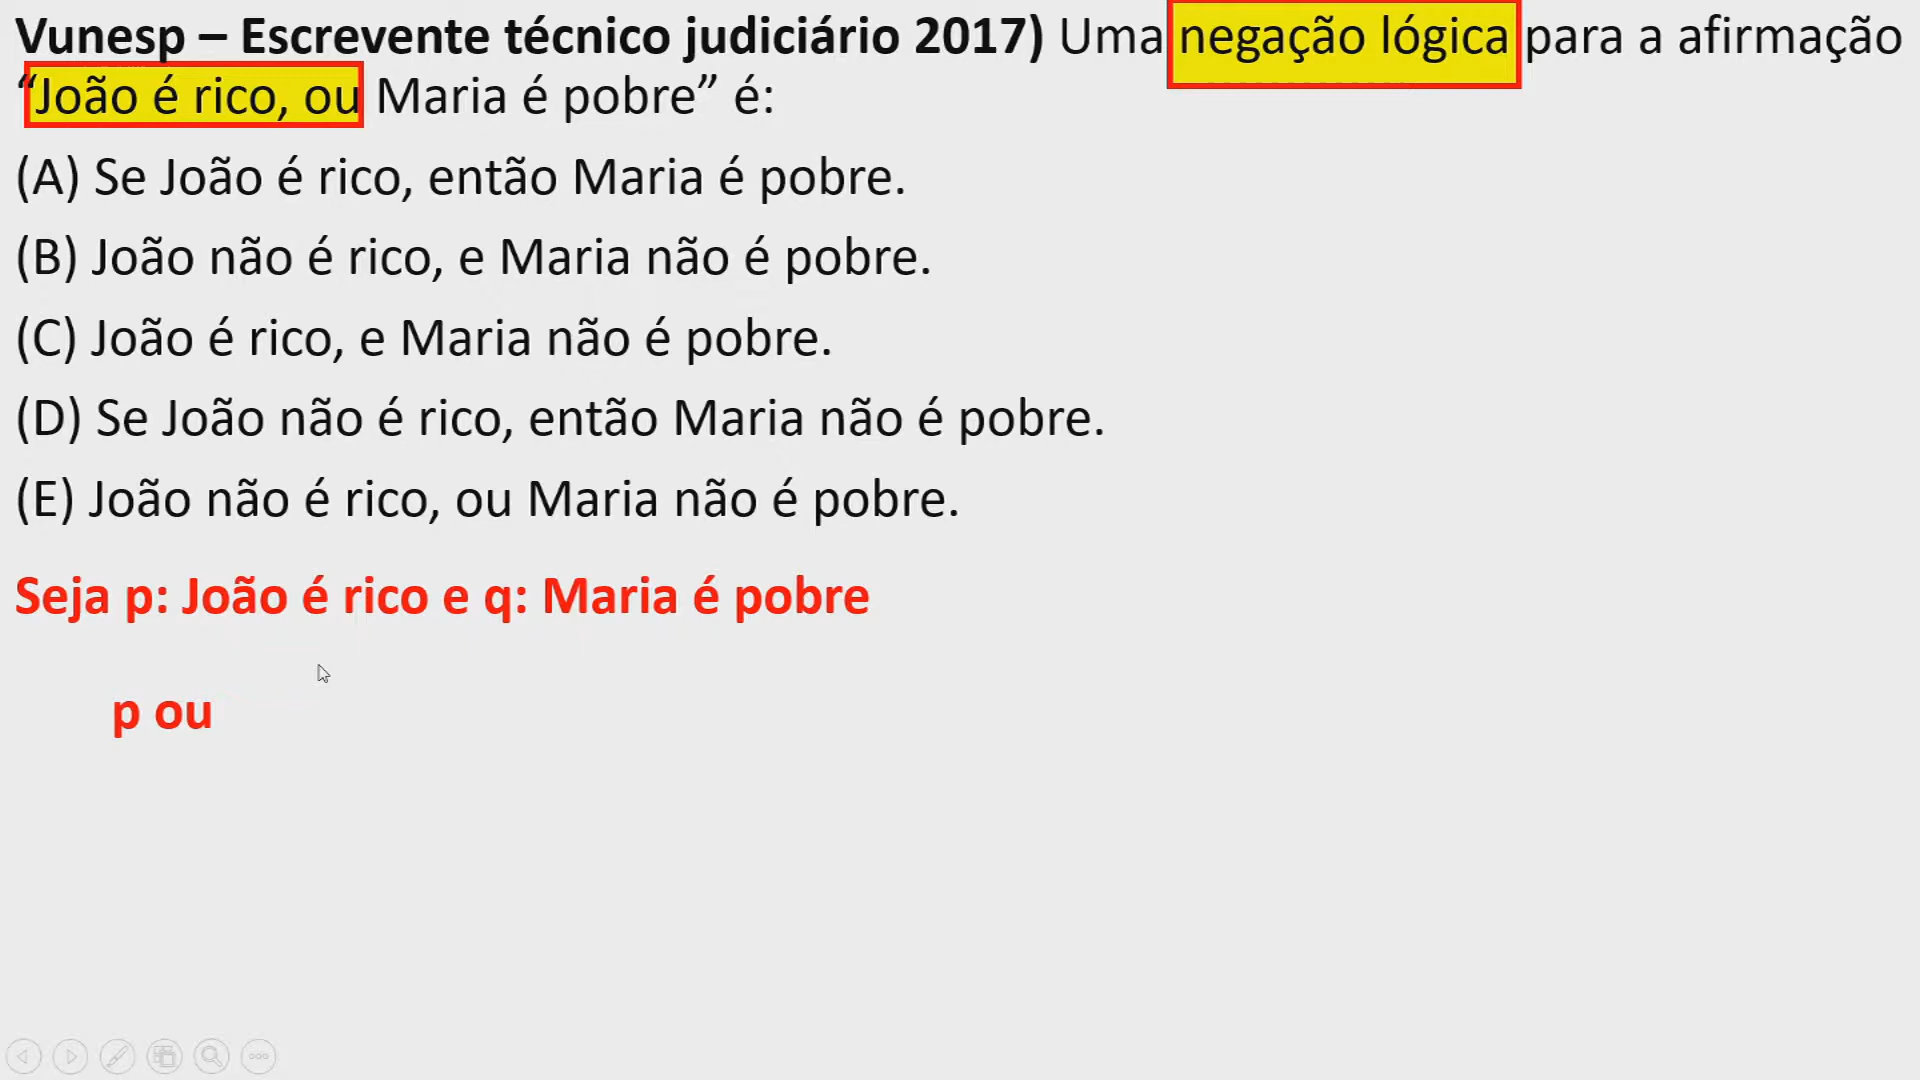 Vunesp – Escrevente técnico judiciário 2017) Uma negação lógica para a afirmação
“João é rico, ou Maria é pobre” é:
(A) Se João é rico, então Maria é pobre.
(B) João não é rico, e Maria não é pobre.
(C) João é rico, e Maria não é pobre.
(D) Se João não é rico, então Maria não é pobre.
(E) João não é rico, ou Maria não é pobre.
Seja p: João é rico e q: Maria é pobre
p ou